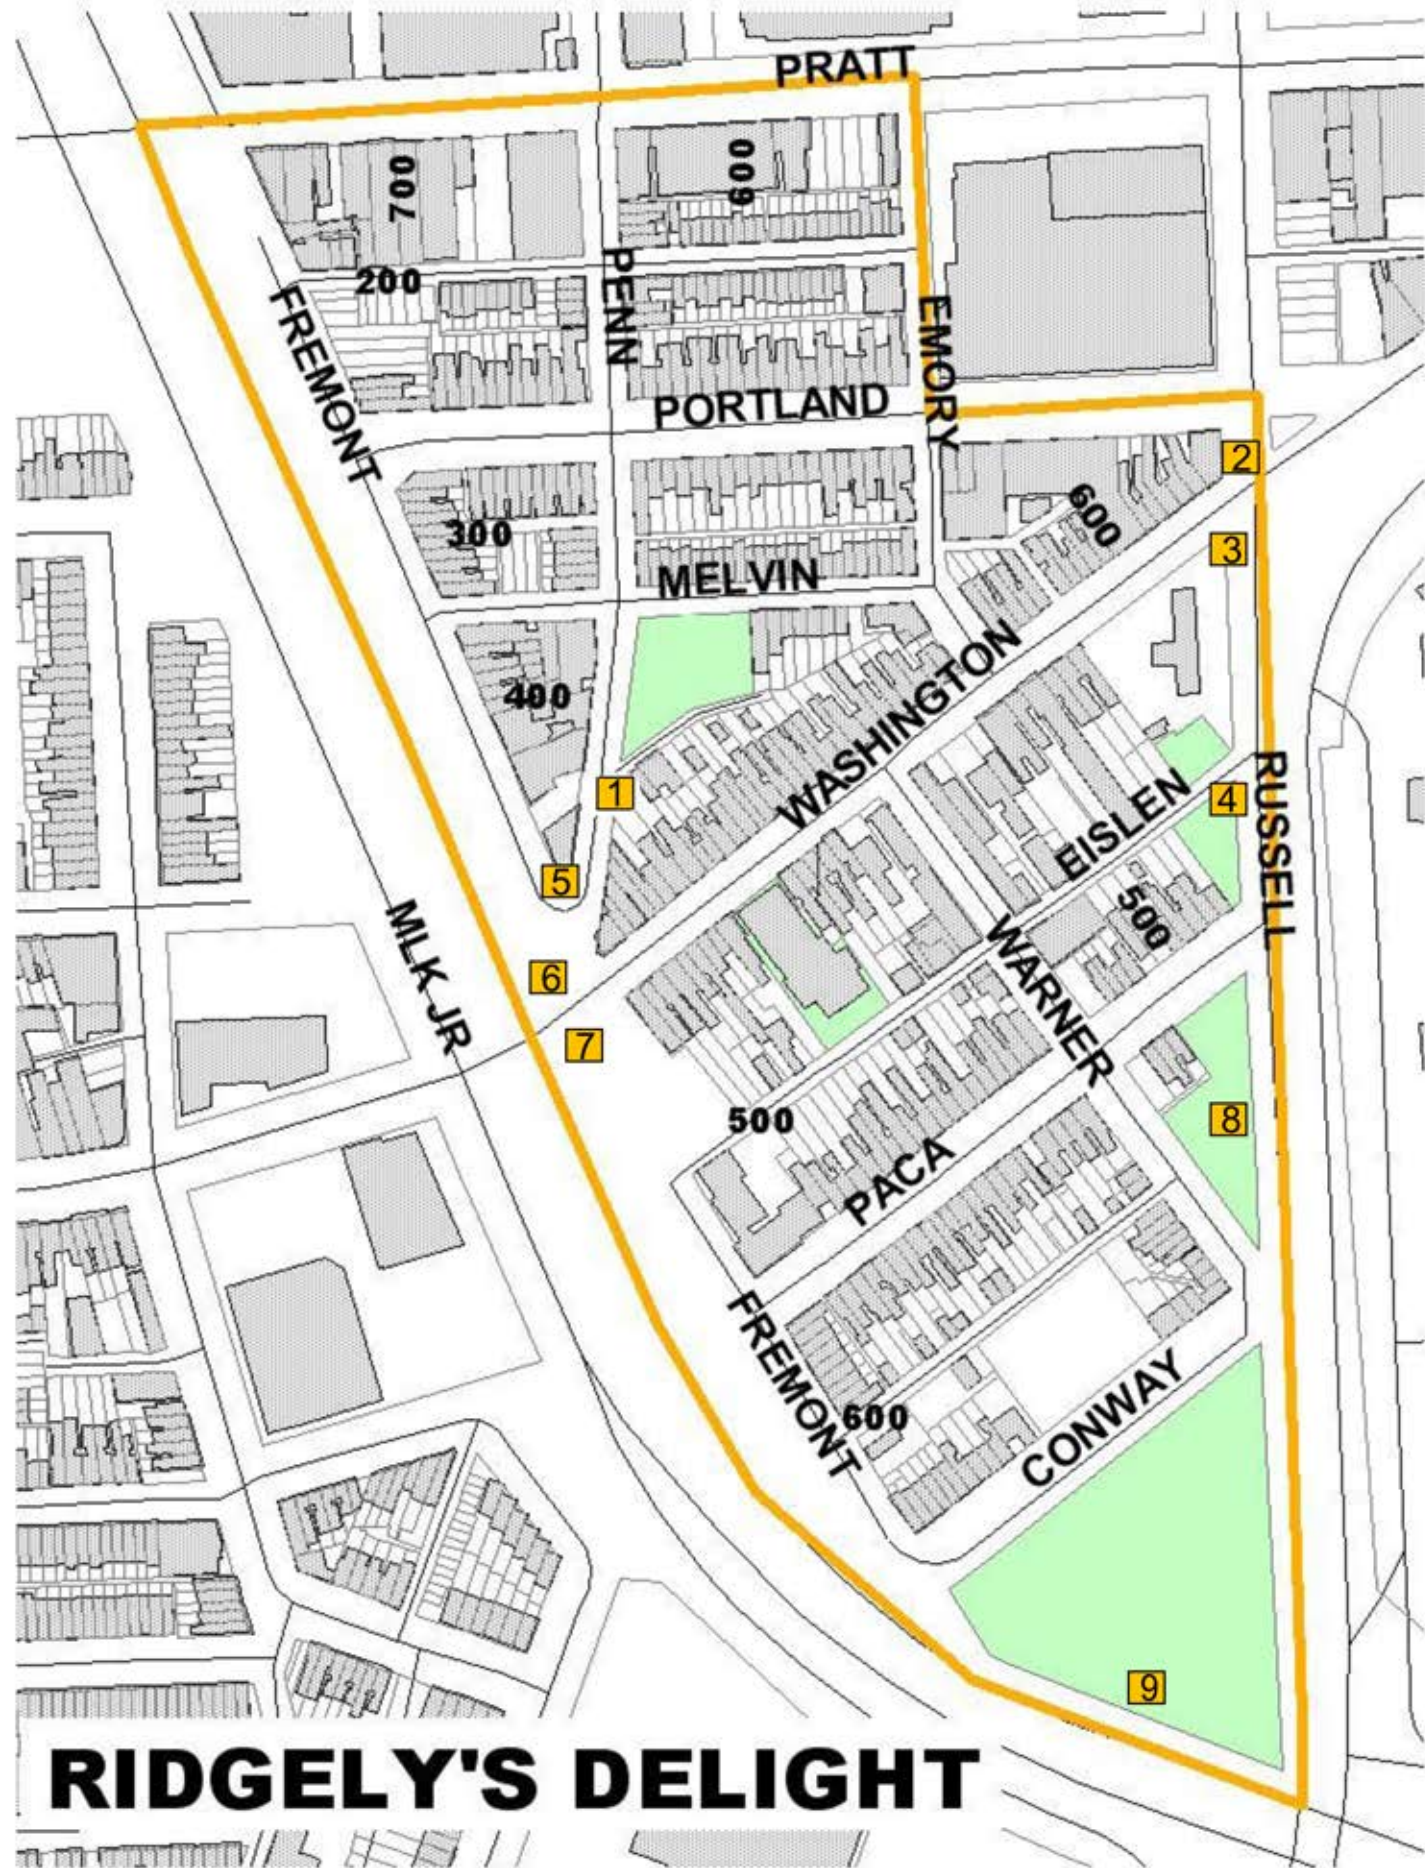 PRATT
700
600
200
FREMONT
PENN
EMORY
PORTLAND
2
600
300
3
MELVIN
WASHINGTON
400
1
EISLEN
4
RUSSELL
5
500
MLK JR
WARNER
6
7
500
8
PACA
FREMONT
600
CONWAY
9
RIDGELY'S DELIGHT